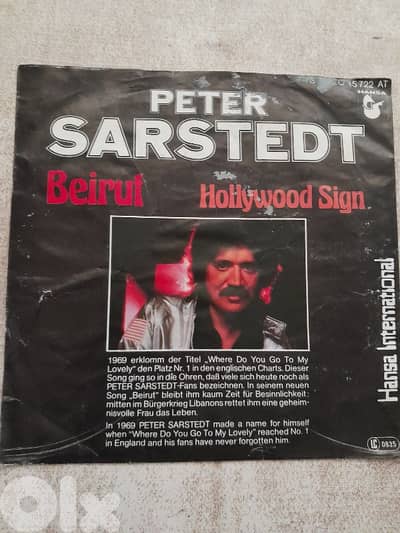 15722 AT
HANSA
PETER
SARSTEDT
Beirut
Hollywood Sign
Hansa International
1969 erklomm der Titel „Where Do You Go To My
Lovely" den Platz Nr. 1 in den englischen Charts. Dieser
Song ging so in die Ohren, daß viele sich heute noch als
PETER SARSTEDT-Fans bezeichnen. In seinem neuen
Song „Beirut" bleibt ihm kaum Zeit für Besinnlichkeit:
mitten im Bürgerkrieg Libanons rettet ihm eine geheim-
nisvolle Frau das Leben.
In 1969 PETER SARSTEDT made a name for himself
when "Where Do You Go To My Lovely" reached No. 1
in England and his fans have never forgotten him.
LC 0835
Olx